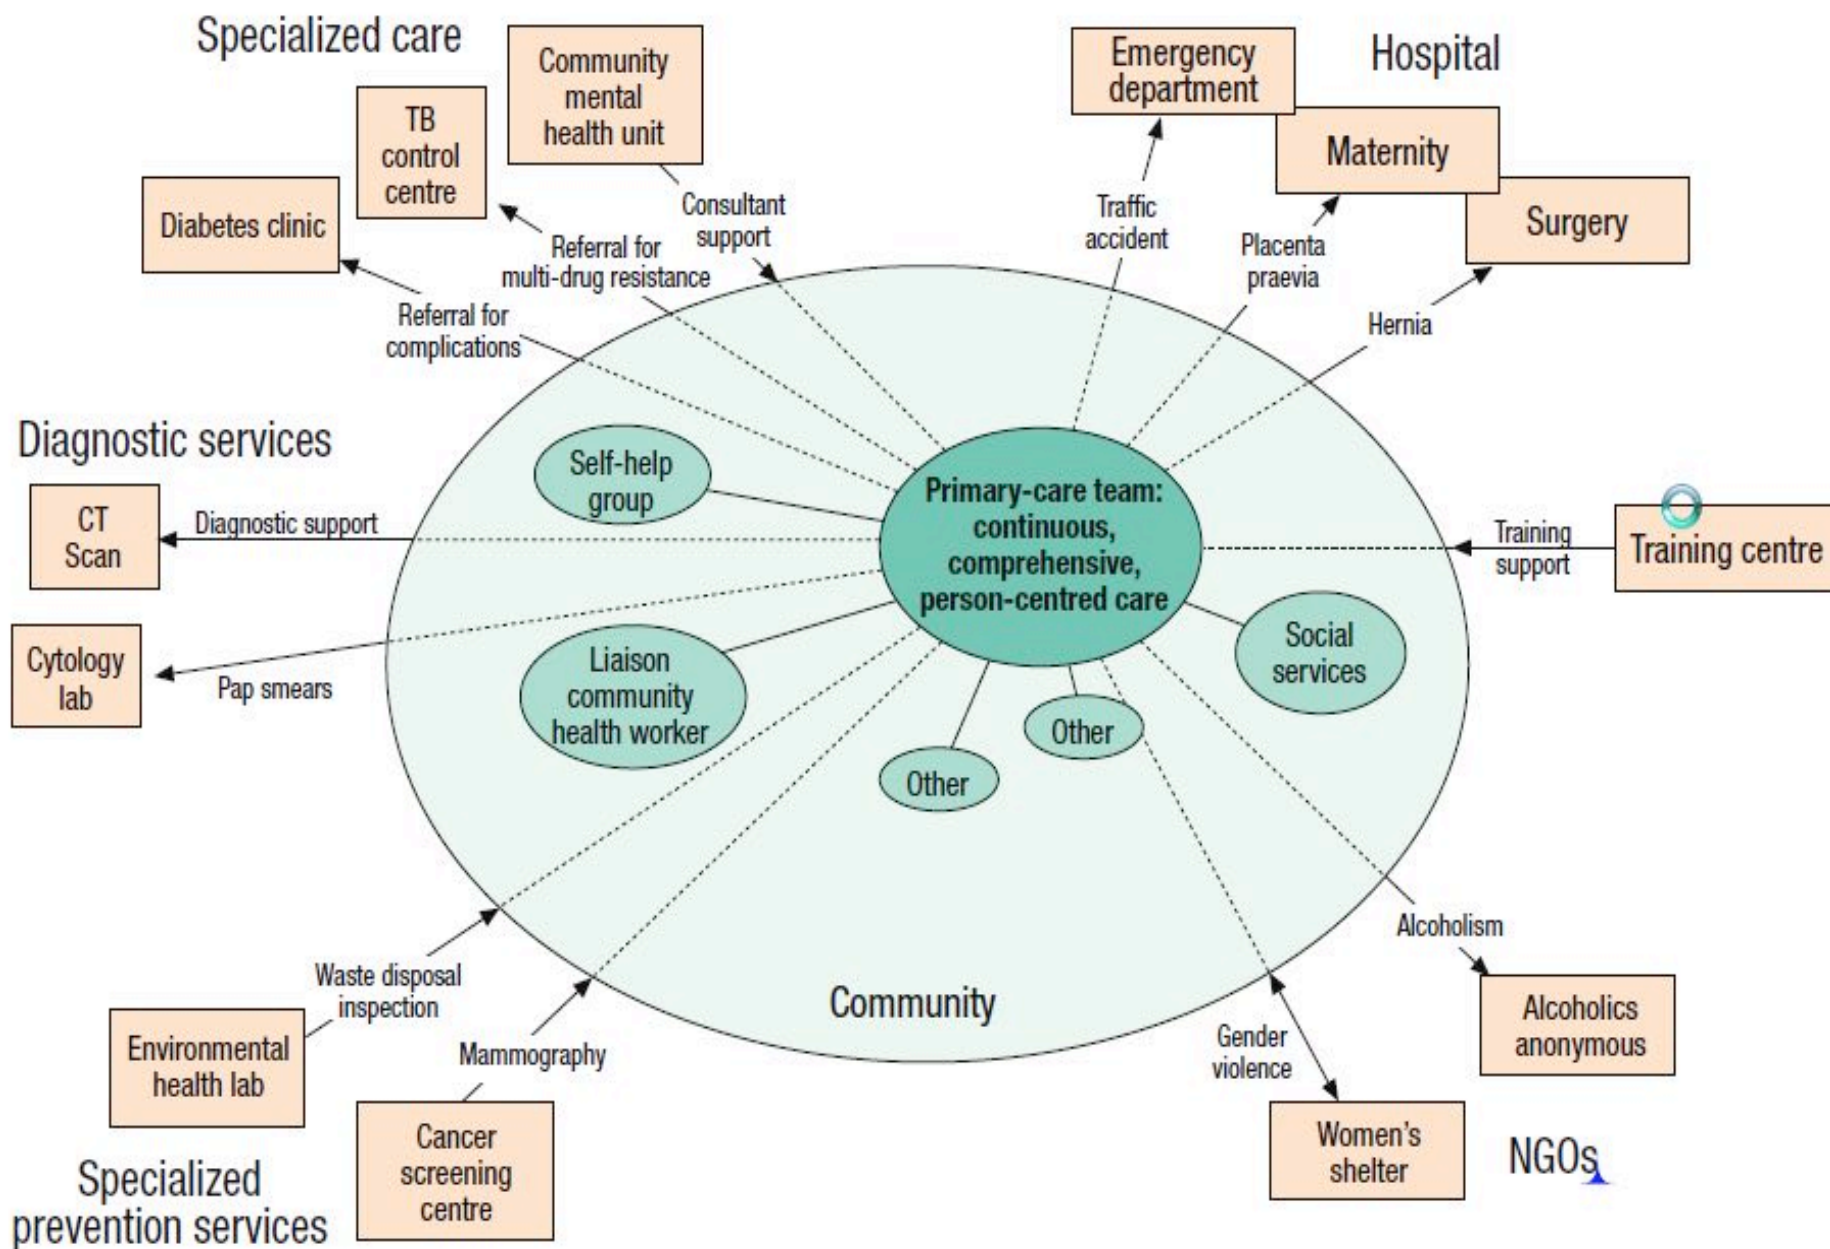 Specialized care
Community
mental
health unit
TB
control
centre
Diabetes clinic
Consultant
support
Referral for
multi-drug resistance
Referral for
complications
Emergency
department
Hospital
Maternity
Surgery
Traffic
accident
Placenta
praevia
Hernia
Diagnostic services
CT
Scan
Diagnostic support
Cytology
lab
Pap smears
Self-help
group
Primary-care team:
continuous,
comprehensive,
person-centred care
Training
support
Training centre
Liaison
community
health worker
Social
services
Other
Other
Community
Waste disposal
inspection
Environmental
health lab
Mammography
Cancer
screening
centre
Specialized
prevention services
Alcoholism
Alcoholics
anonymous
Gender
violence
Women's
shelter
NGOs